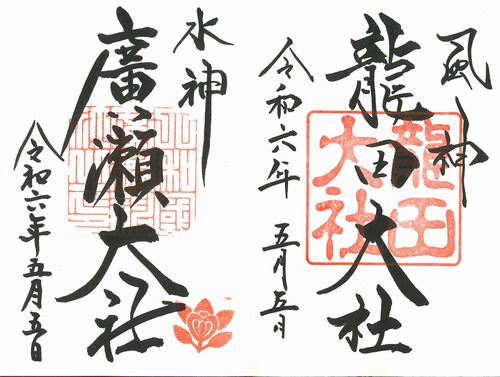 風神
龍田大社
龍田大社
令和六年 五月五日
水神
廣瀬大社
令和六年五月五日